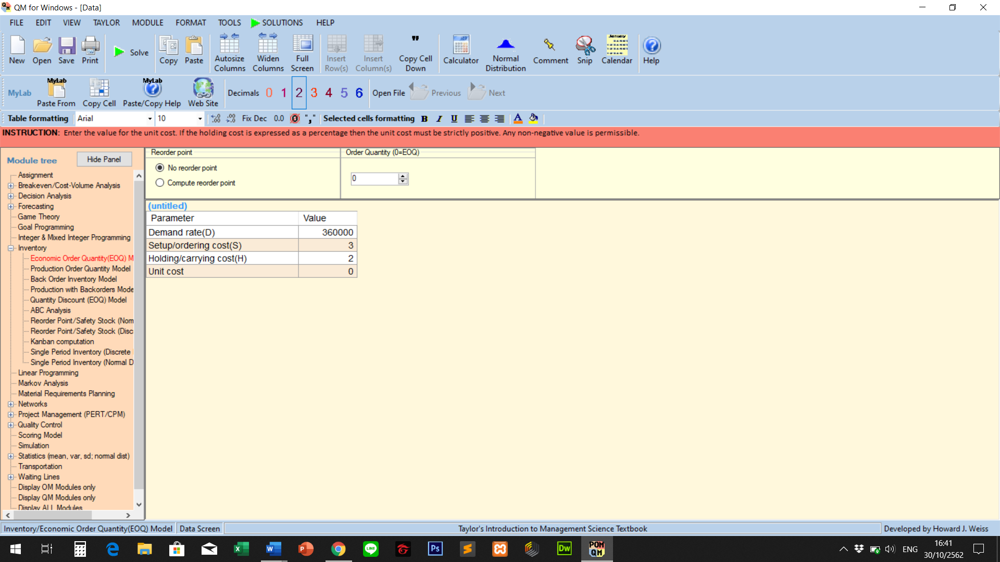 QM for Windows - [Data]
FILE EDIT VIEW TAYLOR MODULE FORMAT TOOLS SOLUTIONS HELP
New Open Save Print Solve Copy Paste Autosize Columns Widen Columns Full Screen Insert Row(s) Insert Column(s) Copy Cell Down Calculator Normal Distribution Comment Snip Calendar Help
MyLab Paste From Copy Cell Paste/Copy Help Web Site Decimals 0 1 2 3 4 5 6 Open File Previous Next
Table formatting Arial 10 Fix Dec 0.0 "," Selected cells formatting B I U A
INSTRUCTION: Enter the value for the unit cost. If the holding cost is expressed as a percentage then the unit cost must be strictly positive. Any non-negative value is permissible.
Module tree Hide Panel
Assignment
Breakeven/Cost-Volume Analysis
Decision Analysis
Forecasting
Game Theory
Goal Programming
Integer & Mixed Integer Programming
Inventory
Economic Order Quantity(EOQ) M
Production Order Quantity Model
Back Order Inventory Model
Production with Backorders Mode
Quantity Discount (EOQ) Model
ABC Analysis
Reorder Point/Safety Stock (Nom
Reorder Point/Safety Stock (Disc
Kanban computation
Single Period Inventory (Discrete
Single Period Inventory (Normal D
Linear Programming
Markov Analysis
Material Requirements Planning
Networks
Project Management (PERT/CPM)
Quality Control
Scoring Model
Simulation
Statistics (mean, var, sd; normal dist)
Transportation
Waiting Lines
Display OM Modules only
Display QM Modules only
Display ALL Modules
Reorder point
No reorder point
Compute reorder point
Order Quantity (0=EOQ)
0
(untitled)
Parameter Value
Demand rate(D) 360000
Setup/ordering cost(S) 3
Holding/carrying cost(H) 2
Unit cost 0
Inventory/Economic Order Quantity(EOQ) Model Data Screen Taylor's Introduction to Management Science Textbook Developed by Howard J. Weiss
LINE Ps Dw POM QM ENG
16:41
30/10/2562